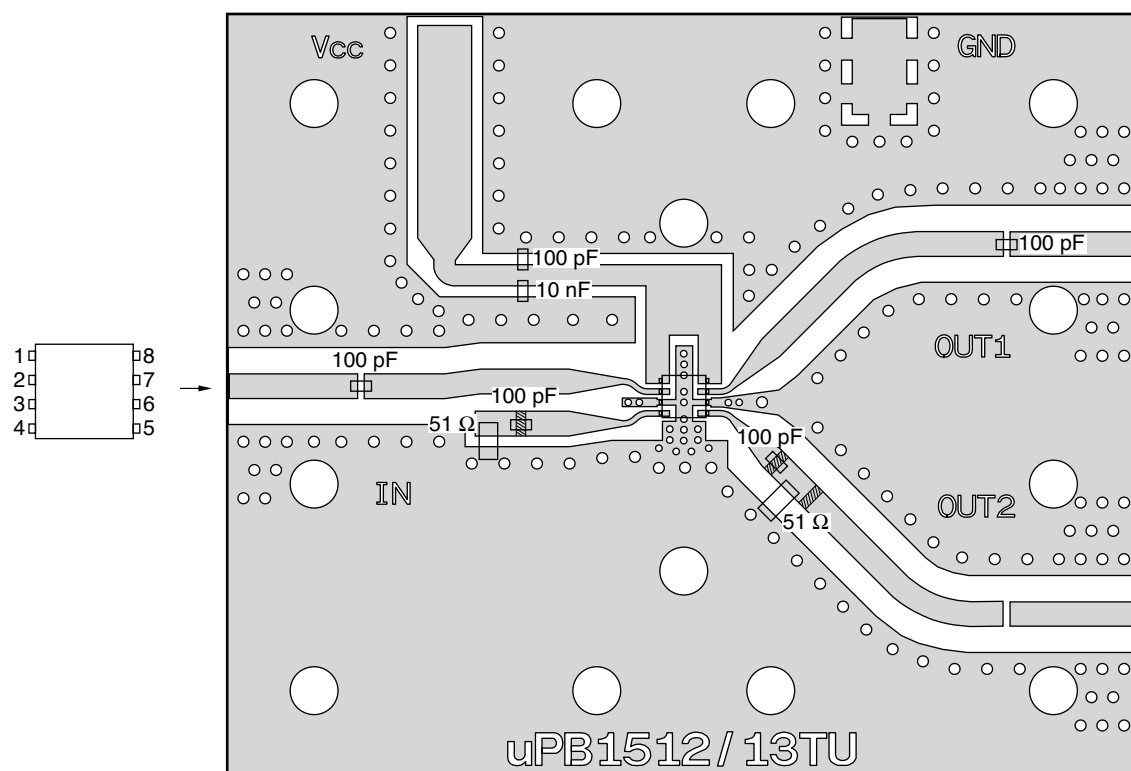 Vcc
GND
100 pF
100 pF
10 nF
1
2
3
4
8
7
6
5
100 pF
OUT1
100 pF
51 Ω
100 pF
IN
OUT2
51 Ω
uPB1512/13TU